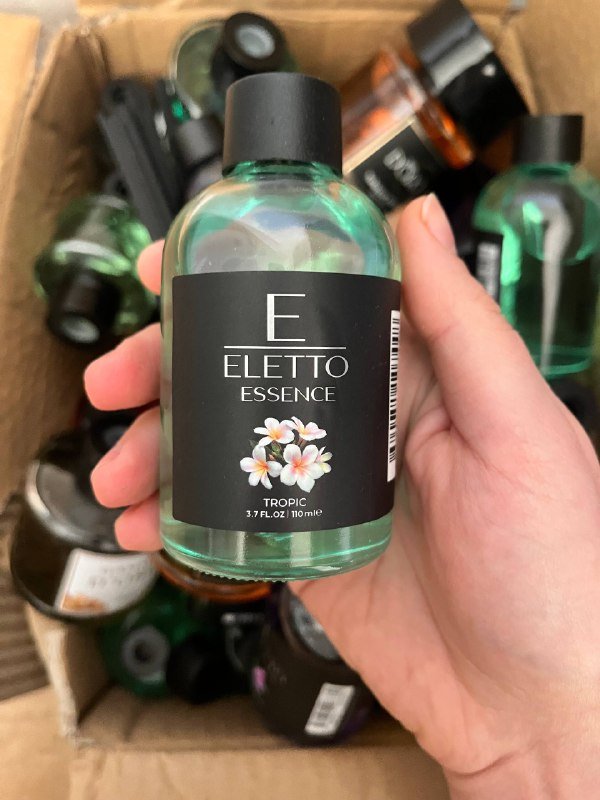 E
ELETTO
ESSENCE
TROPIC
3.7 FL.OZ | 110 ml℮